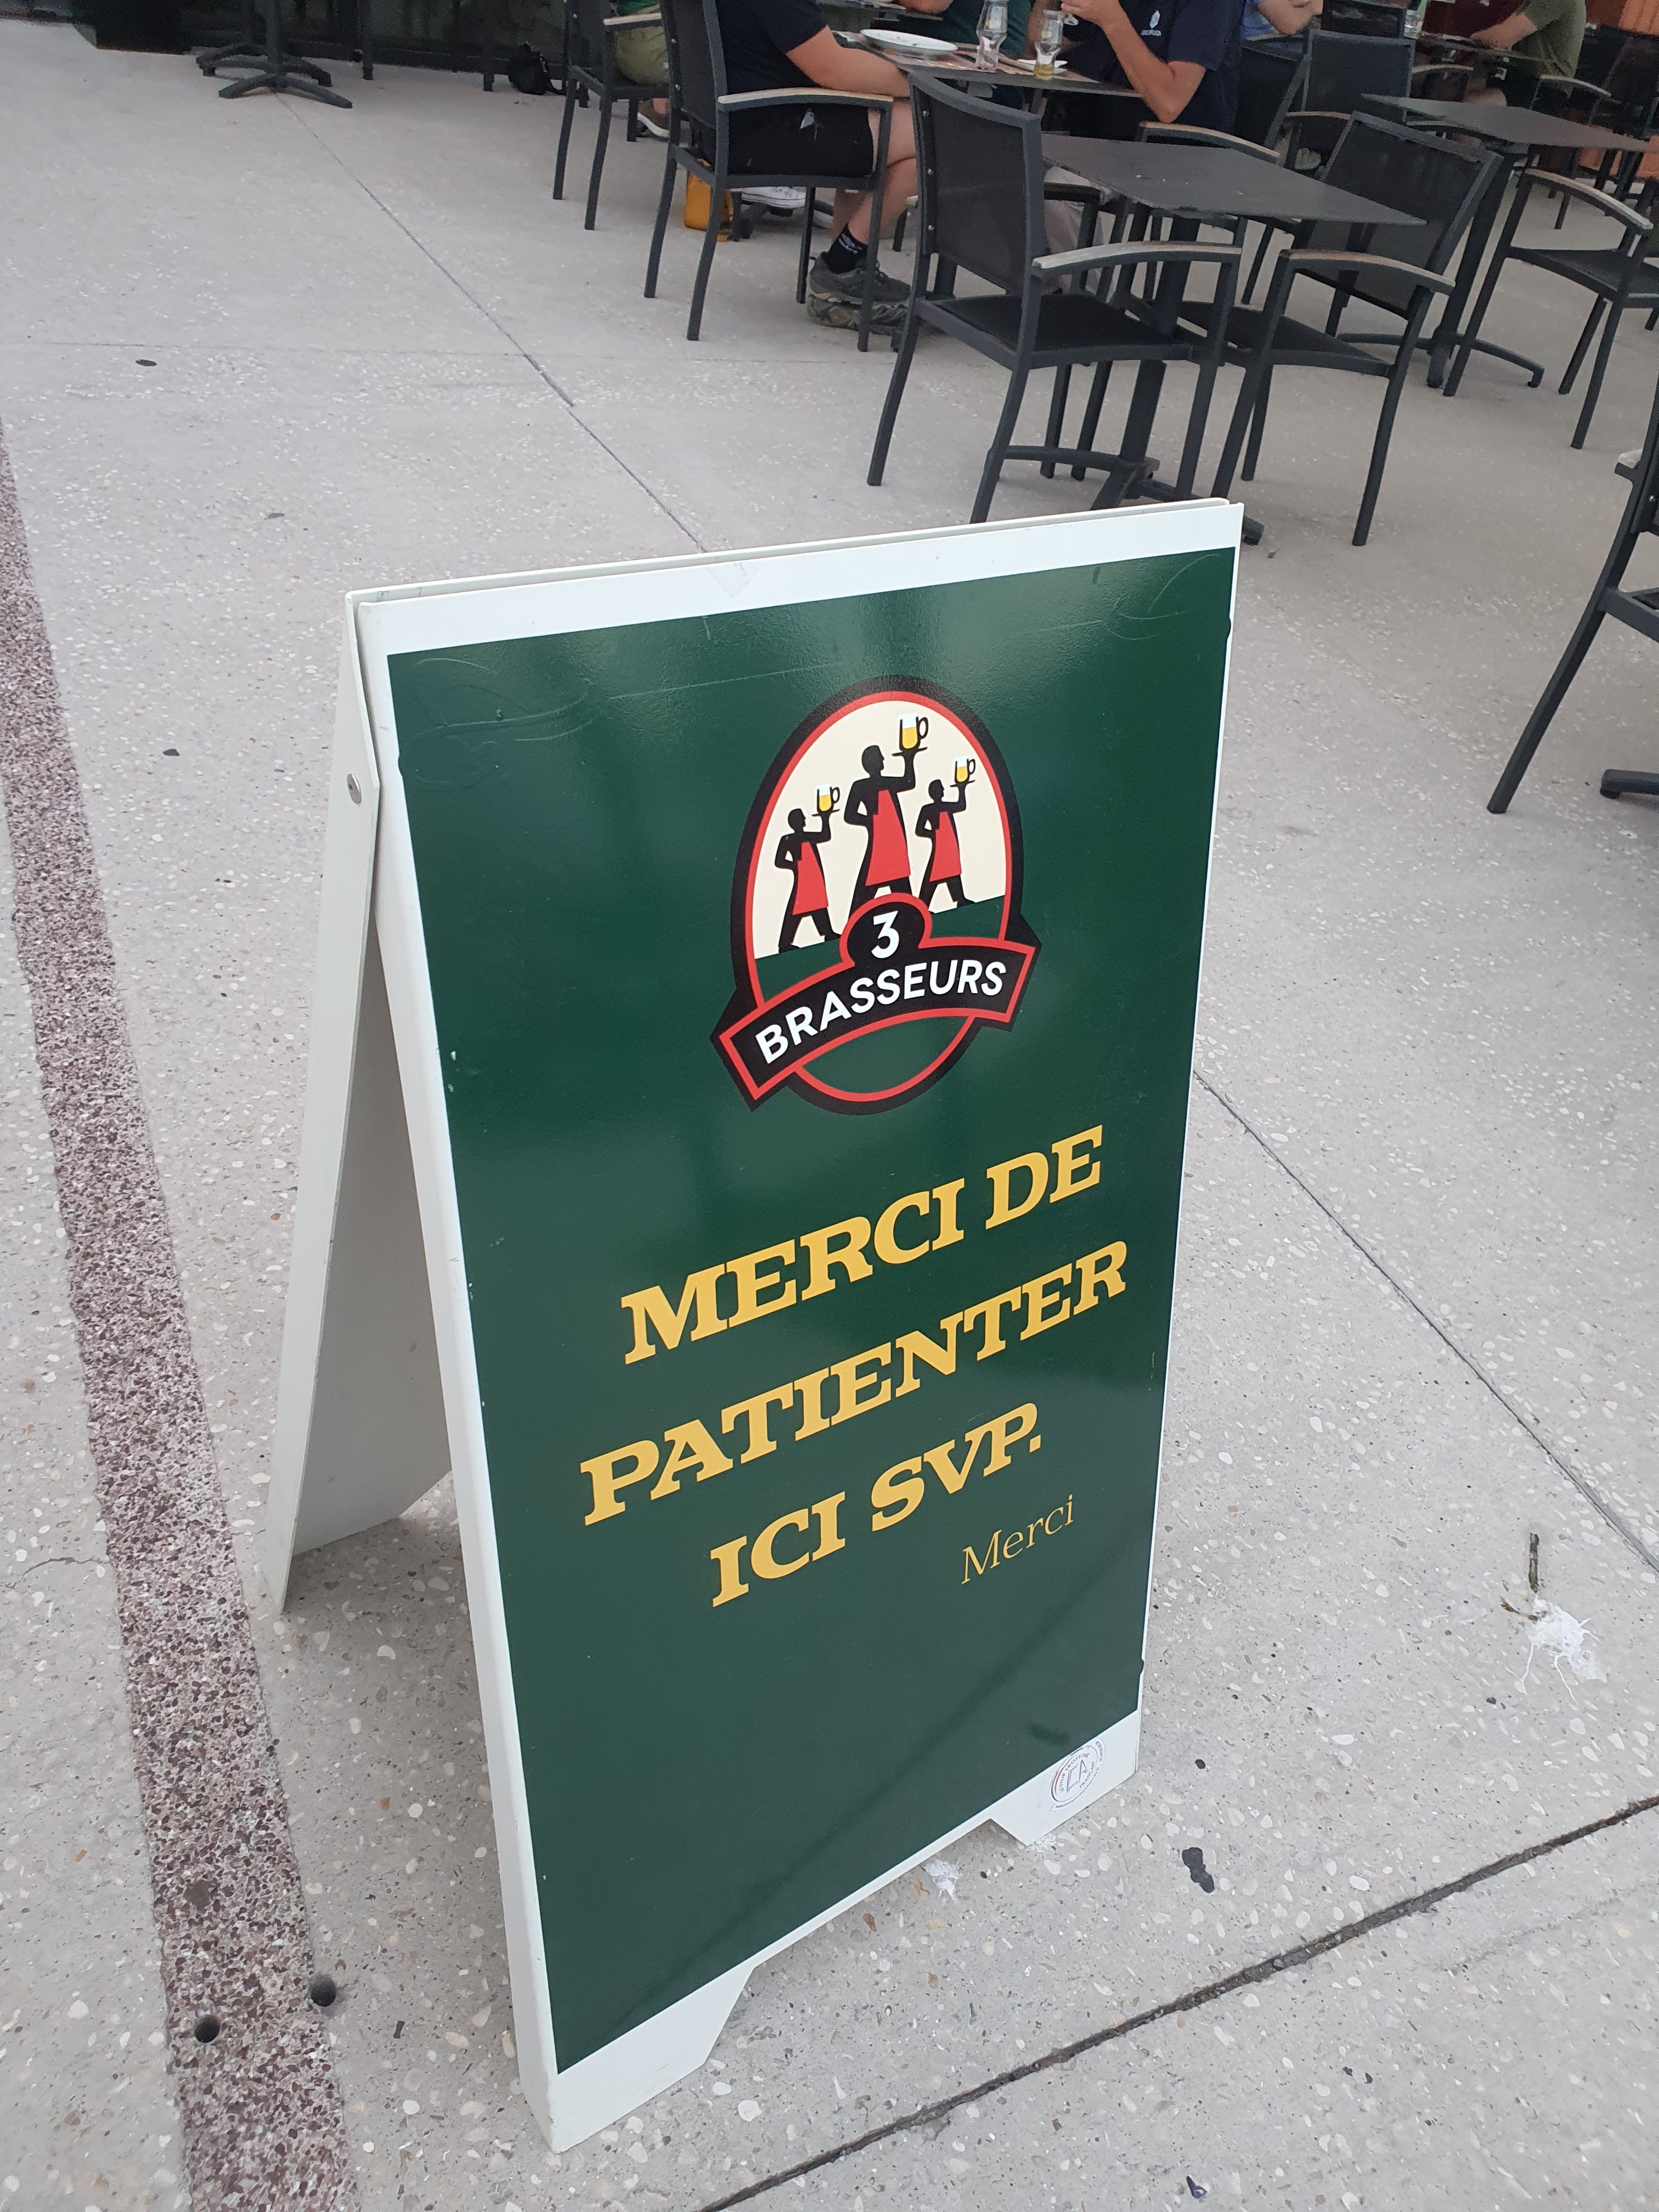 3
BRASSEURS
MERCI DE
PATIENTER
ICI SVP.
Merci